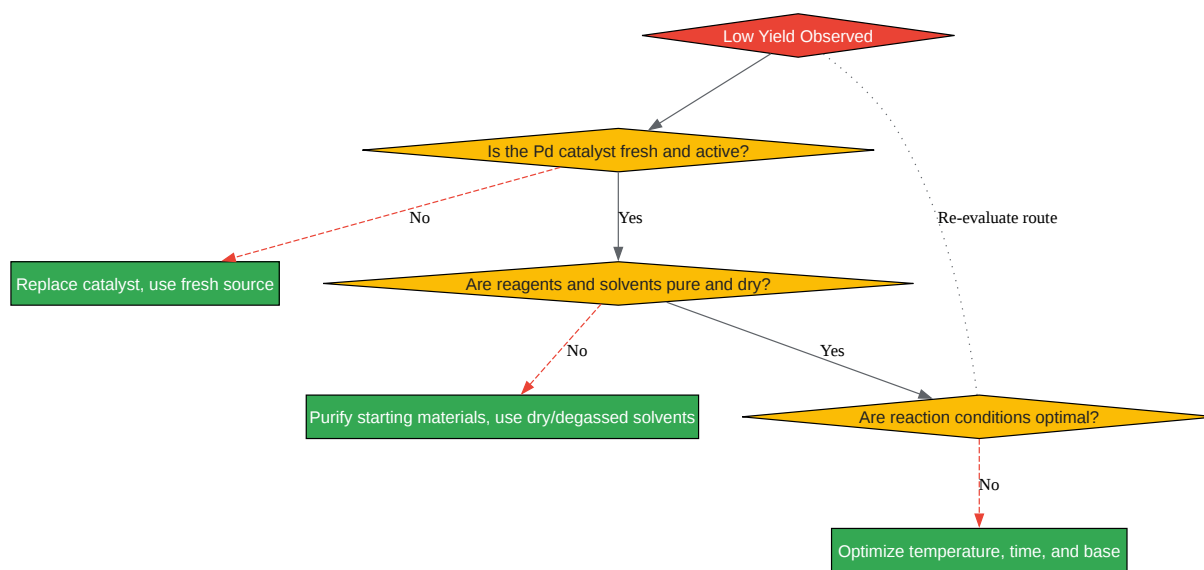 Low Yield Observed
Is the Pd catalyst fresh and active?
No
Yes
Re-evaluate route
Replace catalyst, use fresh source
Are reagents and solvents pure and dry?
No
Yes
Purify starting materials, use dry/degassed solvents
Are reaction conditions optimal?
No
Optimize temperature, time, and base